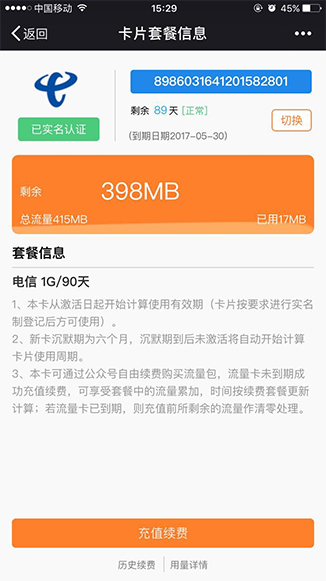 中国移动 15:29 45%
返回 卡片套餐信息
8986031641201582801
剩余 89天 [正常]
已实名认证
(到期日期2017-05-30)
切换
剩余 398MB
总流量415MB 已用17MB
套餐信息
电信 1G/90天
1、本卡从激活日起开始计算使用有效期（卡片按要求进行实名
制登记后方可使用）。
2、新卡沉默期为六个月，沉默期到后未激活将自动开始计算
卡片使用周期。
3、本卡可通过公众号自由续费购买流量包，流量卡未到期成
功充值续费，可享受套餐中的流量累加，时间按续费套餐更新
计算；若流量卡已到期，则充值前所剩余的流量作清零处理。
充值续费
历史续费 | 用量详情